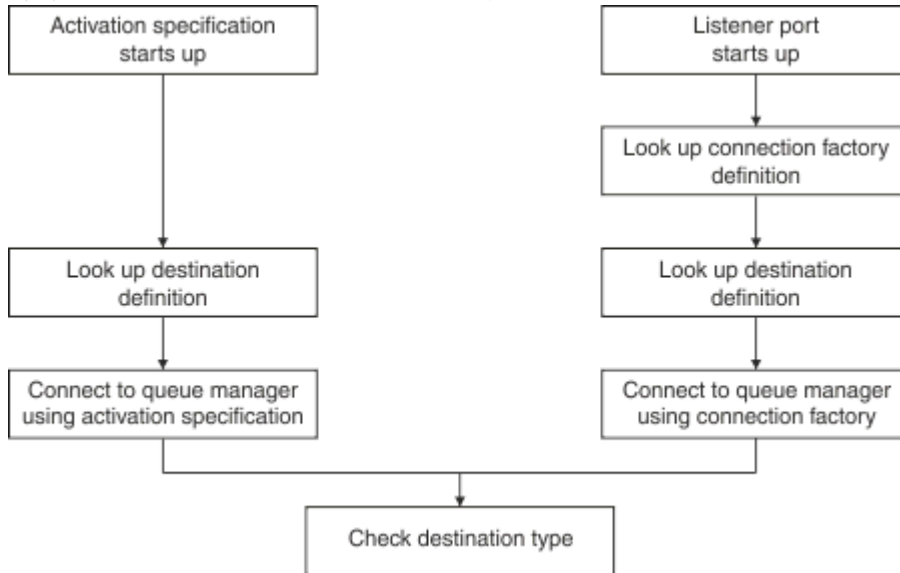 Activation specification
starts up
Listener port
starts up
Look up connection factory
definition
Look up destination
definition
Look up destination
definition
Connect to queue manager
using activation specification
Connect to queue manager
using connection factory
Check destination type